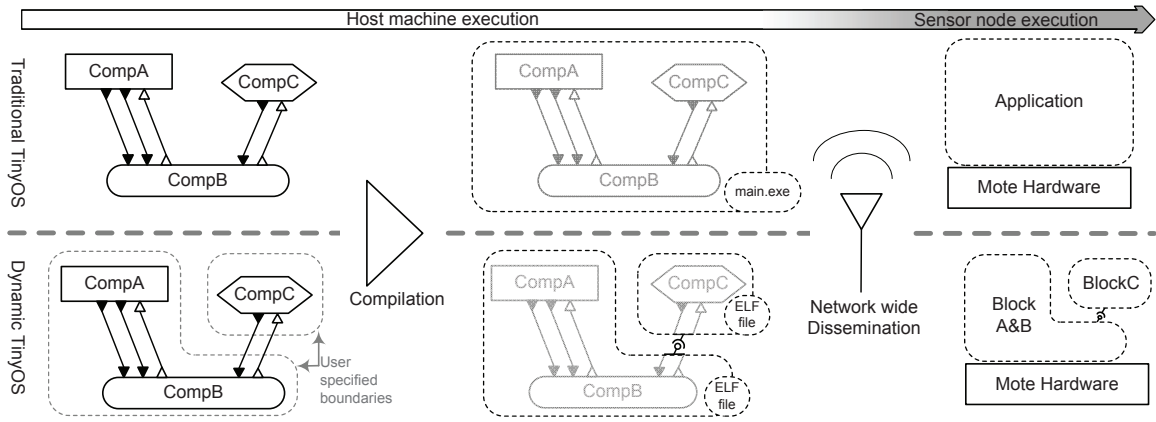 Host machine execution
Sensor node execution
Traditional TinyOS
CompA
CompC
CompB
CompA
CompC
CompB
main.exe
Application
Mote Hardware
Compilation
Network wide
Dissemination
Dynamic TinyOS
CompA
CompC
CompB
User
specified
boundaries
CompA
CompC
CompB
ELF
file
ELF
file
Block
A&B
BlockC
Mote Hardware